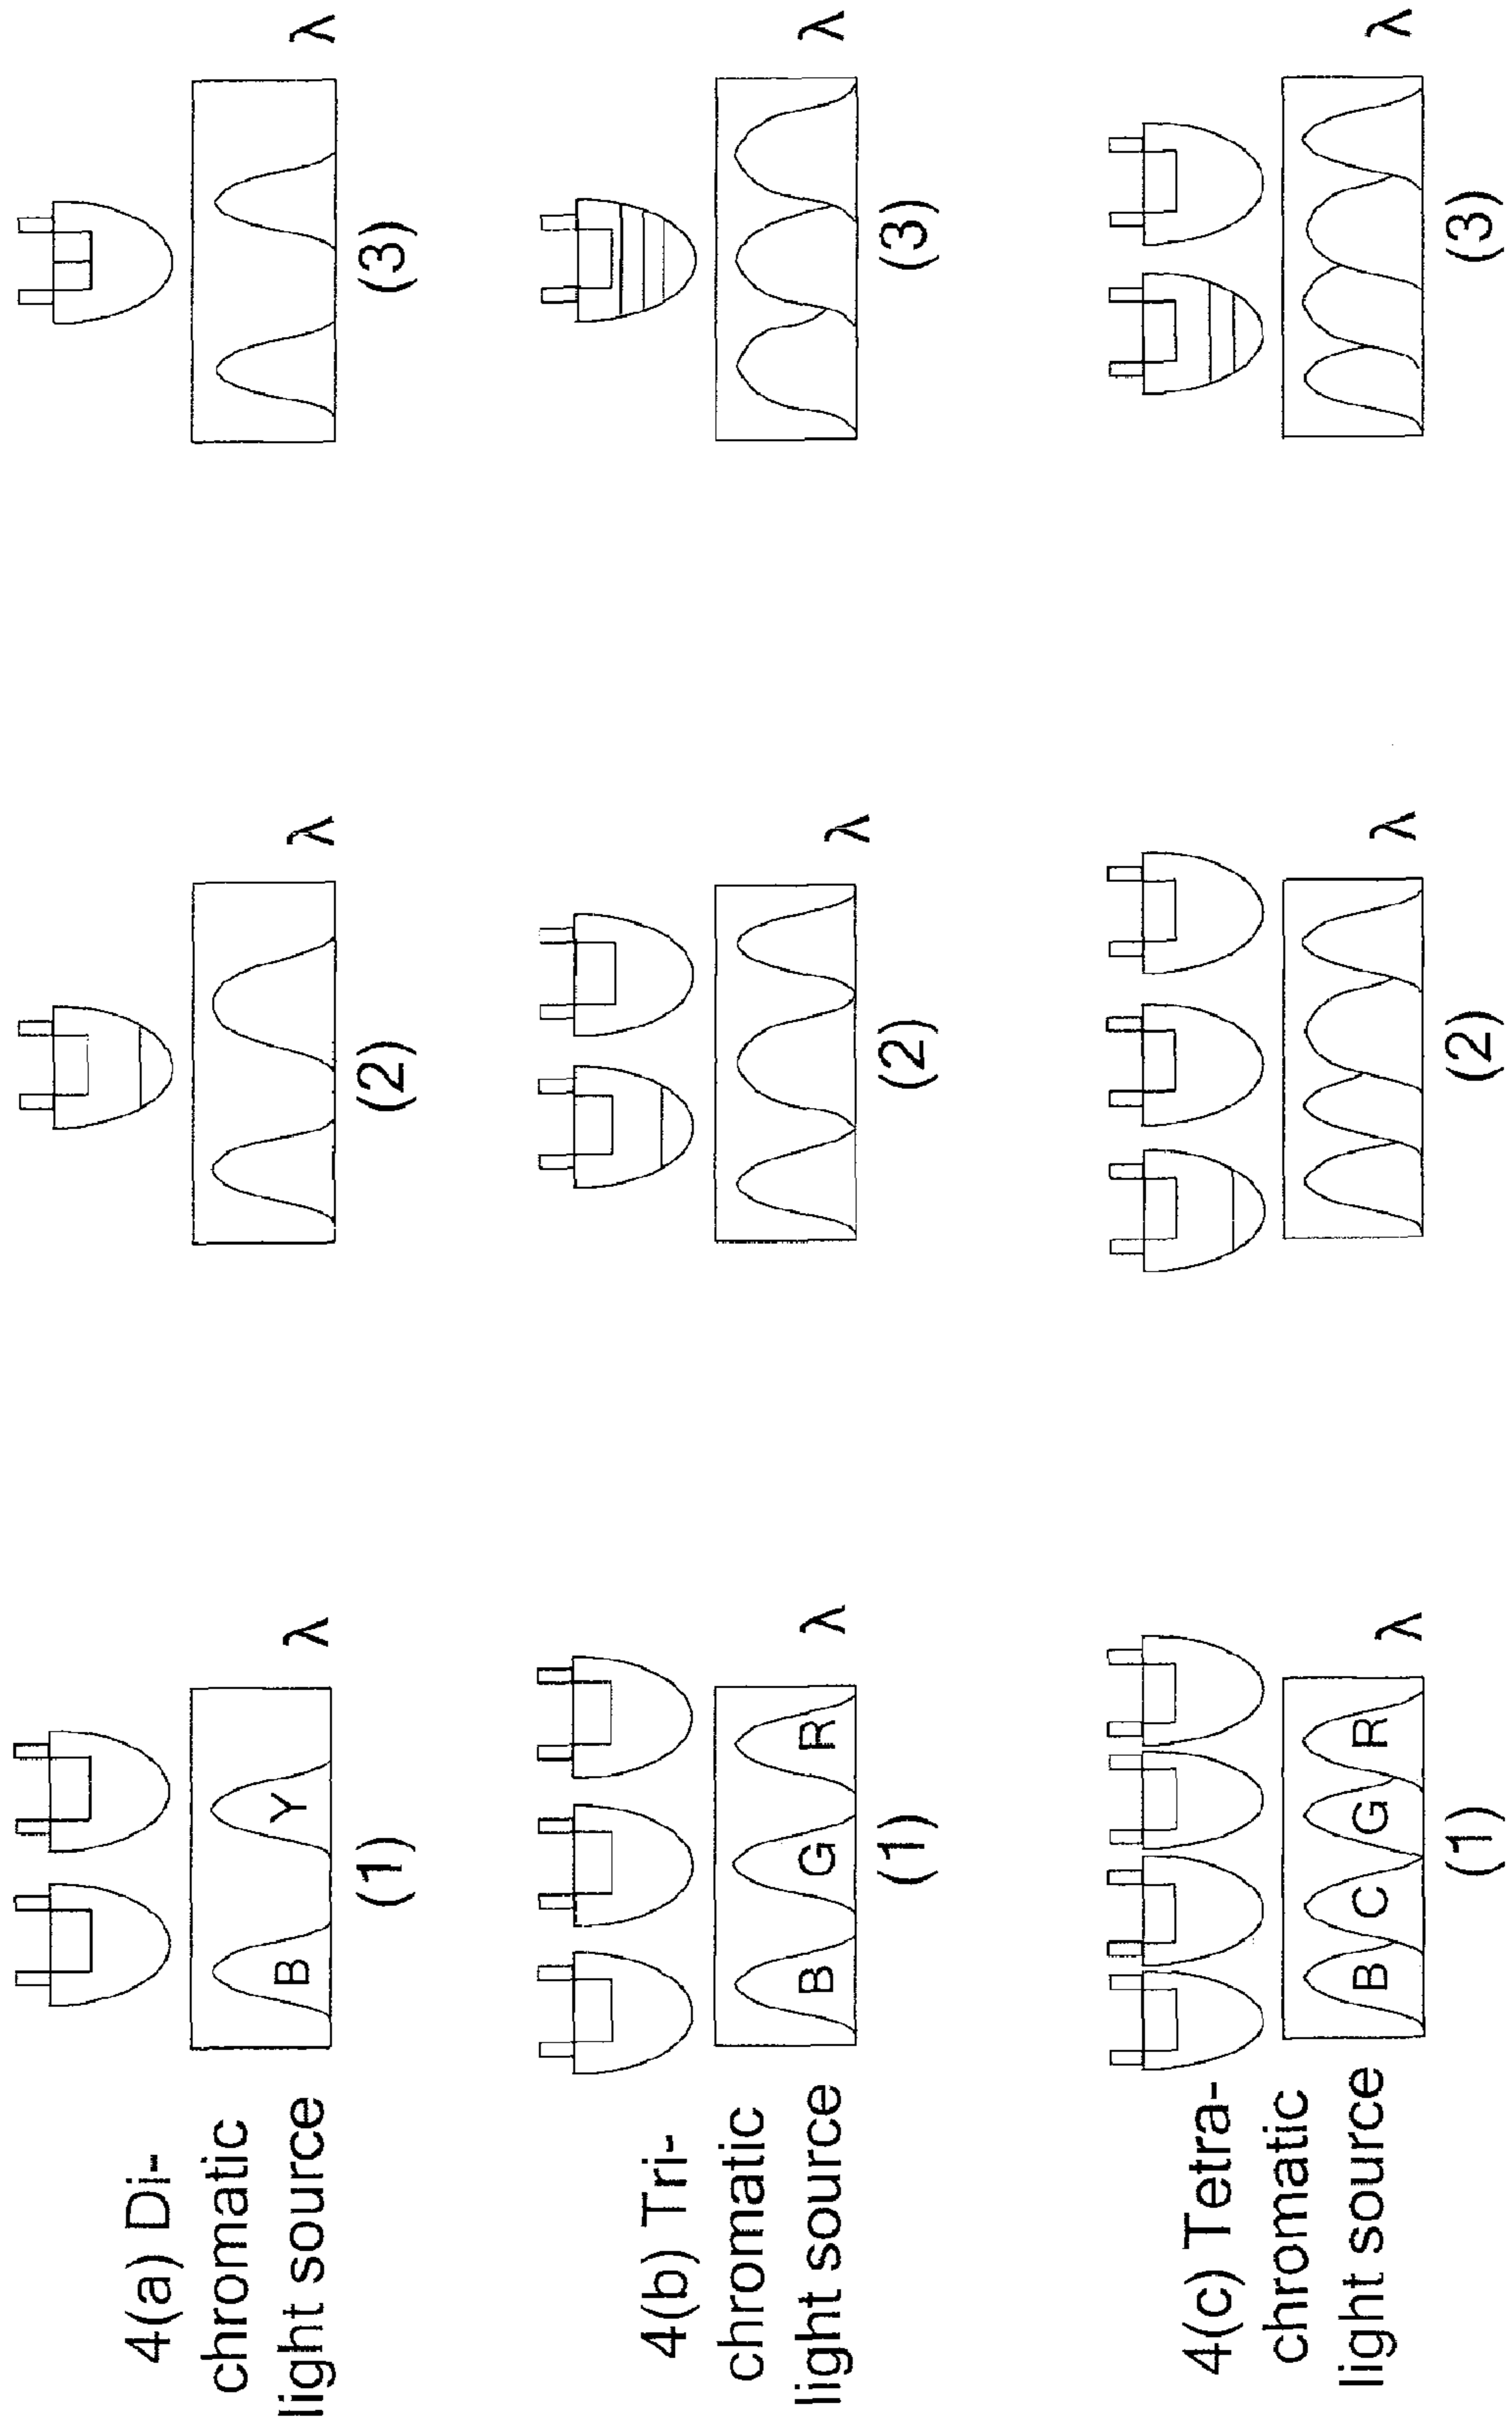 4(a) Di-
chromatic
light source
B Y λ
(1)
λ
(2)
λ
(3)
4(b) Tri-
chromatic
light source
B G R λ
(1)
λ
(2)
λ
(3)
4(c) Tetra-
chromatic
light source
B C G R λ
(1)
λ
(2)
λ
(3)